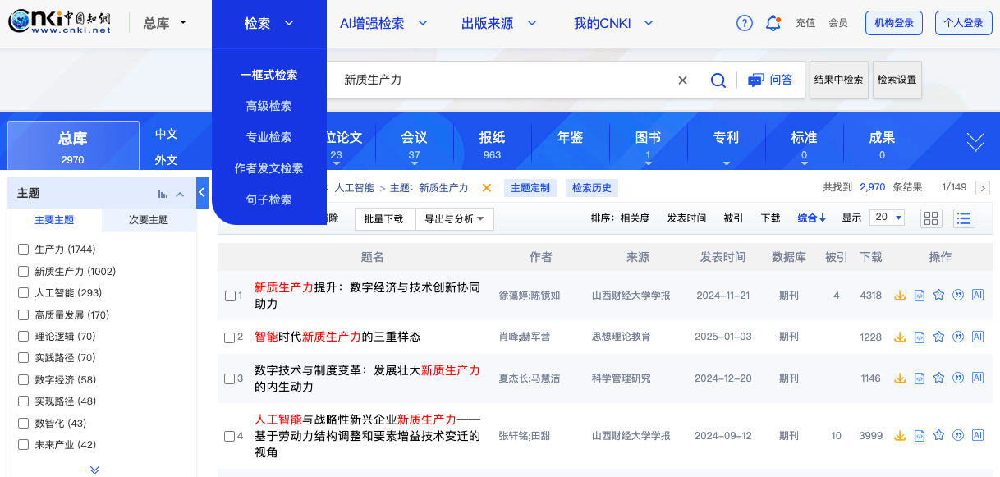 cnki 中国知网
www.cnki.net
总库
检索
AI增强检索
出版来源
我的CNKI
?
充值
会员
机构登录
个人登录
一框式检索
高级检索
专业检索
作者发文检索
句子检索
新质生产力
问答
结果中检索
检索设置
总库
2970
中文
外文
位论文
23
会议
37
报纸
963
年鉴
图书
1
专利
标准
0
成果
0
主题
主要主题
次要主题
生产力 (1744)
新质生产力 (1002)
人工智能 (293)
高质量发展 (170)
理论逻辑 (70)
实践路径 (70)
数字经济 (58)
实现路径 (48)
数智化 (43)
未来产业 (42)
：人工智能 > 主题：新质生产力
主题定制
检索历史
共找到 2,970 条结果 1/149 >
除
批量下载
导出与分析
排序：相关度 发表时间 被引 下载 综合↓ 显示 20
题名 作者 来源 发表时间 数据库 被引 下载 操作
1 新质生产力提升：数字经济与技术创新协同
助力
徐蔼婷;陈镜如 山西财经大学学报 2024-11-21 期刊 4 4318 AI
2 智能时代新质生产力的三重样态 肖峰;赫军营 思想理论教育 2025-01-03 期刊 1228 AI
3 数字技术与制度变革：发展壮大新质生产力
的内生动力
夏杰长;马慧洁 科学管理研究 2024-12-20 期刊 1146 AI
4 人工智能与战略性新兴企业新质生产力——
基于劳动力结构调整和要素增益技术变迁的
视角
张轩铭;田甜 山西财经大学学报 2024-09-12 期刊 10 3999 AI